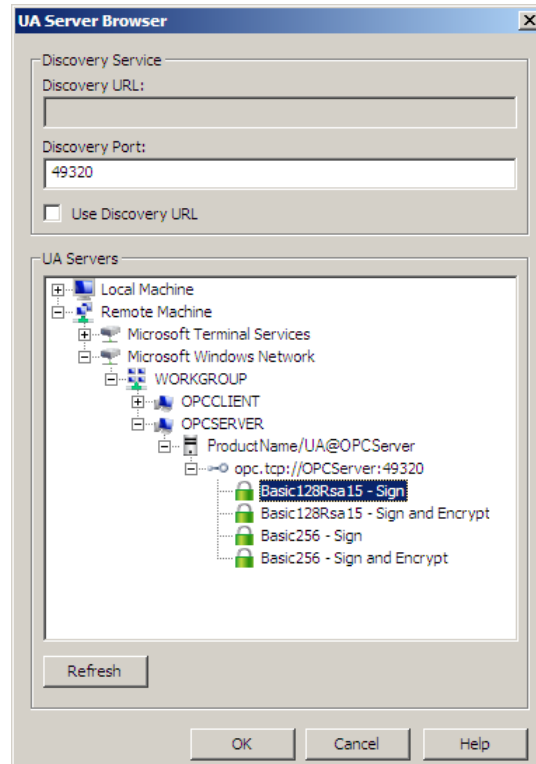 UA Server Browser
Discovery Service
Discovery URL:
Discovery Port:
49320
Use Discovery URL
UA Servers
Local Machine
Remote Machine
Microsoft Terminal Services
Microsoft Windows Network
WORKGROUP
OPCCLIENT
OPCSERVER
ProductName/UA@OPCServer
opc.tcp://OPCServer:49320
Basic128Rsa15 - Sign
Basic128Rsa15 - Sign and Encrypt
Basic256 - Sign
Basic256 - Sign and Encrypt
Refresh
OK Cancel Help